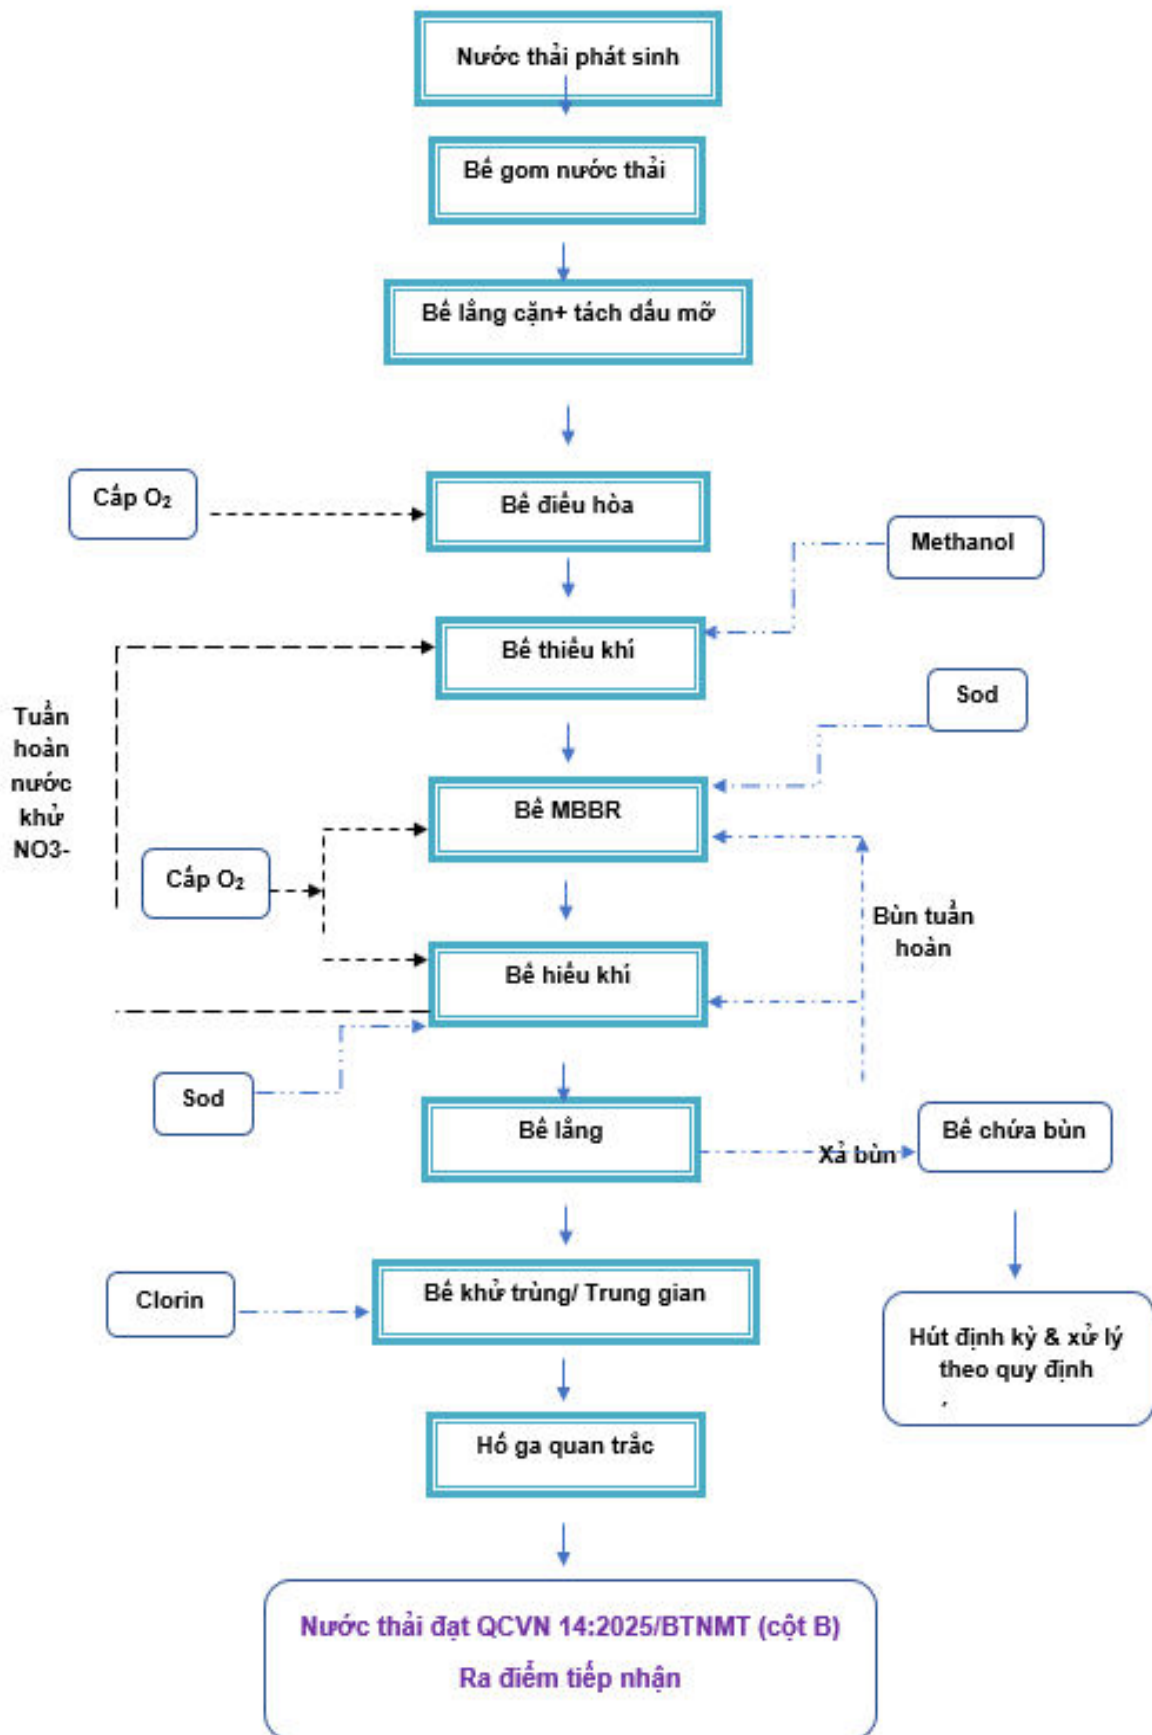 Nước thải phát sinh
Bể gom nước thải
Bể lắng cặn+ tách dầu mỡ
Cấp O₂
Bể điều hòa
Methanol
Bể thiếu khí
Sod
Tuần
hoàn
nước
khử
NO3-
Bể MBBR
Cấp O₂
Bùn tuần
hoàn
Bể hiếu khí
Sod
Bể lắng
Xả bùn
Bể chứa bùn
Clorin
Bể khử trùng/ Trung gian
Hút định kỳ & xử lý
theo quy định
Hố ga quan trắc
Nước thải đạt QCVN 14:2025/BTNMT (cột B)
Ra điểm tiếp nhận